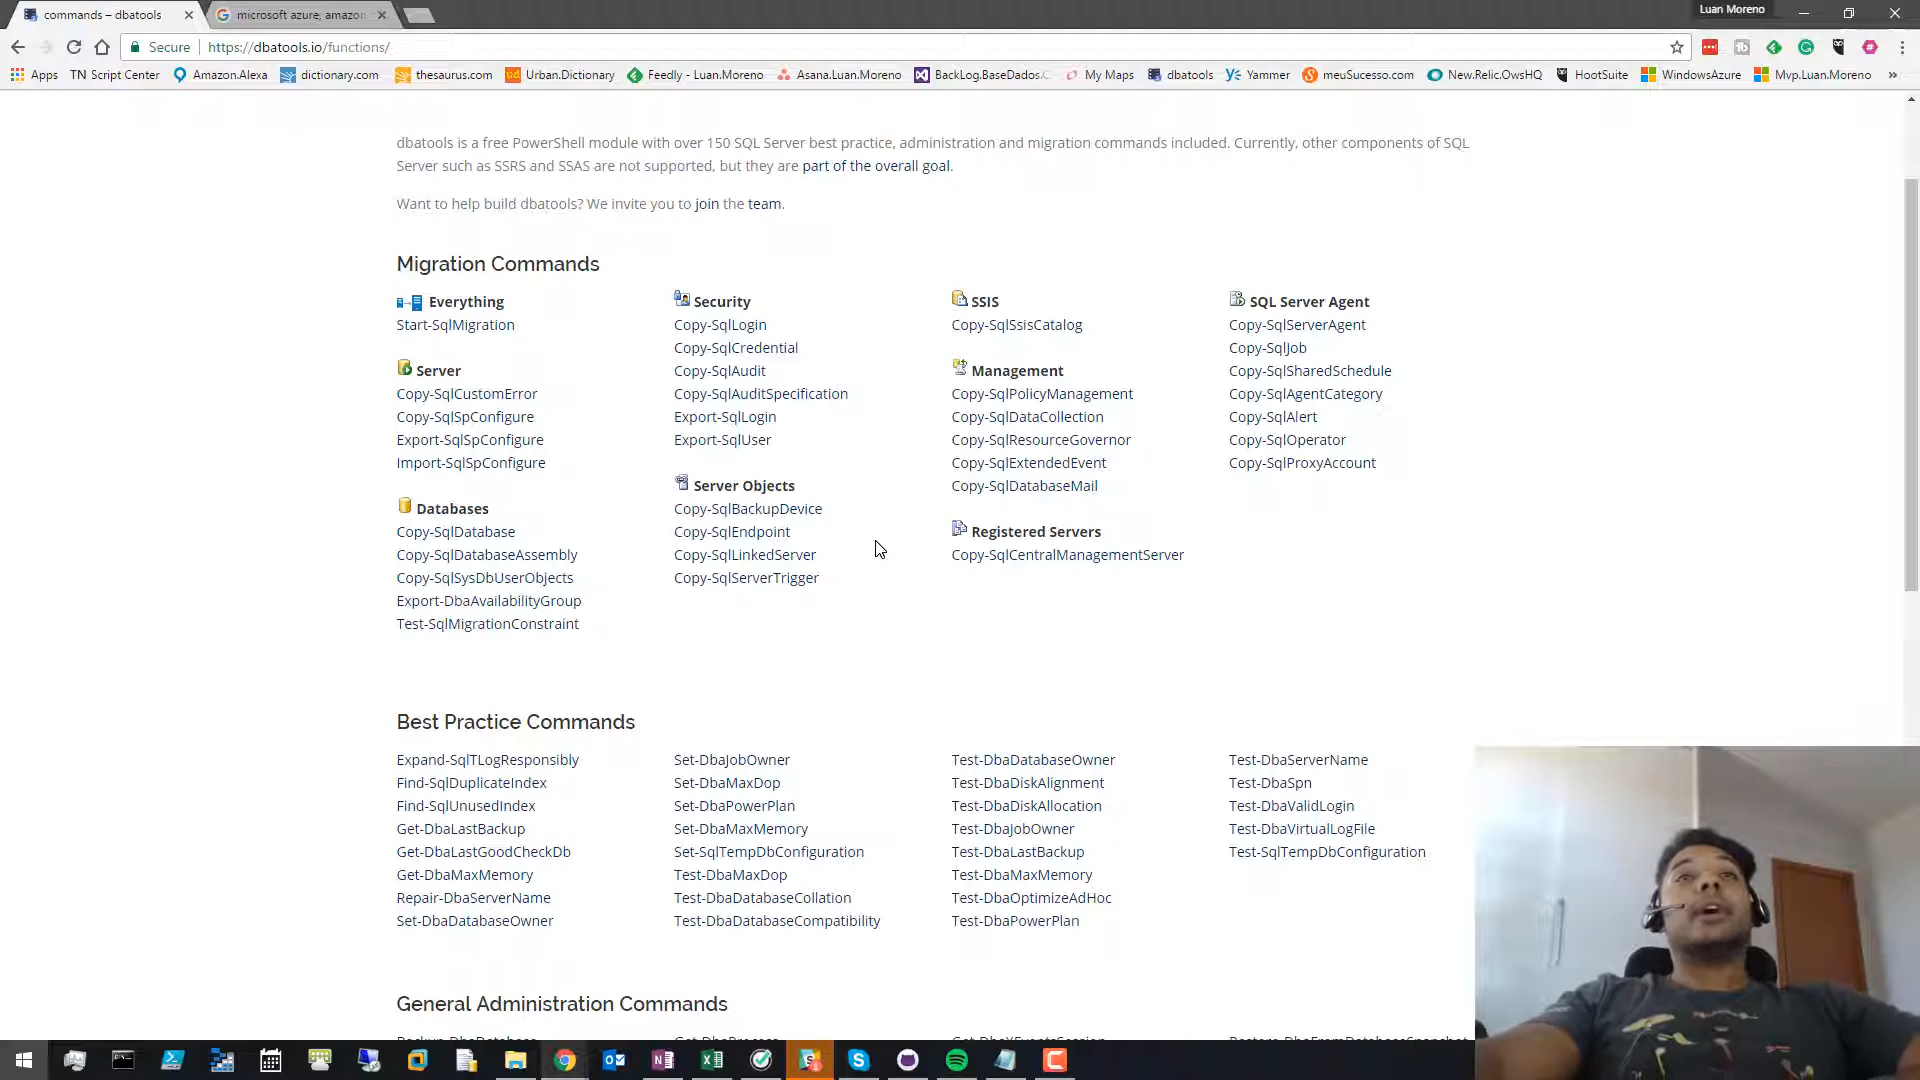 commands – dbatools
microsoft azure, amazon
Luan Moreno
Secure
https://dbatools.io/functions/
Apps
TN Script Center
Amazon.Alexa
dictionary.com
thesaurus.com
Urban.Dictionary
Feedly - Luan.Moreno
Asana.Luan.Moreno
BackLog.BaseDados.
My Maps
dbatools
Yammer
meuSucesso.com
New.Relic.OwsHQ
HootSuite
WindowsAzure
Mvp.Luan.Moreno
dbatools is a free PowerShell module with over 150 SQL Server best practice, administration and migration commands included. Currently, other components of SQL
Server such as SSRS and SSAS are not supported, but they are part of the overall goal.
Want to help build dbatools? We invite you to join the team.
Migration Commands
Everything
Start-SqlMigration
Server
Copy-SqlCustomError
Copy-SqlSpConfigure
Export-SqlSpConfigure
Import-SqlSpConfigure
Databases
Copy-SqlDatabase
Copy-SqlDatabaseAssembly
Copy-SqlSysDbUserObjects
Export-DbaAvailabilityGroup
Test-SqlMigrationConstraint
Security
Copy-SqlLogin
Copy-SqlCredential
Copy-SqlAudit
Copy-SqlAuditSpecification
Export-SqlLogin
Export-SqlUser
Server Objects
Copy-SqlBackupDevice
Copy-SqlEndpoint
Copy-SqlLinkedServer
Copy-SqlServerTrigger
SSIS
Copy-SqlSsisCatalog
Management
Copy-SqlPolicyManagement
Copy-SqlDataCollection
Copy-SqlResourceGovernor
Copy-SqlExtendedEvent
Copy-SqlDatabaseMail
Registered Servers
Copy-SqlCentralManagementServer
SQL Server Agent
Copy-SqlServerAgent
Copy-SqlJob
Copy-SqlSharedSchedule
Copy-SqlAgentCategory
Copy-SqlAlert
Copy-SqlOperator
Copy-SqlProxyAccount
Best Practice Commands
Expand-SqlTLogResponsibly
Find-SqlDuplicateIndex
Find-SqlUnusedIndex
Get-DbaLastBackup
Get-DbaLastGoodCheckDb
Get-DbaMaxMemory
Repair-DbaServerName
Set-DbaDatabaseOwner
Set-DbaJobOwner
Set-DbaMaxDop
Set-DbaPowerPlan
Set-DbaMaxMemory
Set-SqlTempDbConfiguration
Test-DbaMaxDop
Test-DbaDatabaseCollation
Test-DbaDatabaseCompatibility
Test-DbaDatabaseOwner
Test-DbaDiskAlignment
Test-DbaDiskAllocation
Test-DbaJobOwner
Test-DbaLastBackup
Test-DbaMaxMemory
Test-DbaOptimizeAdHoc
Test-DbaPowerPlan
Test-DbaServerName
Test-DbaSpn
Test-DbaValidLogin
Test-DbaVirtualLogFile
Test-SqlTempDbConfiguration
General Administration Commands